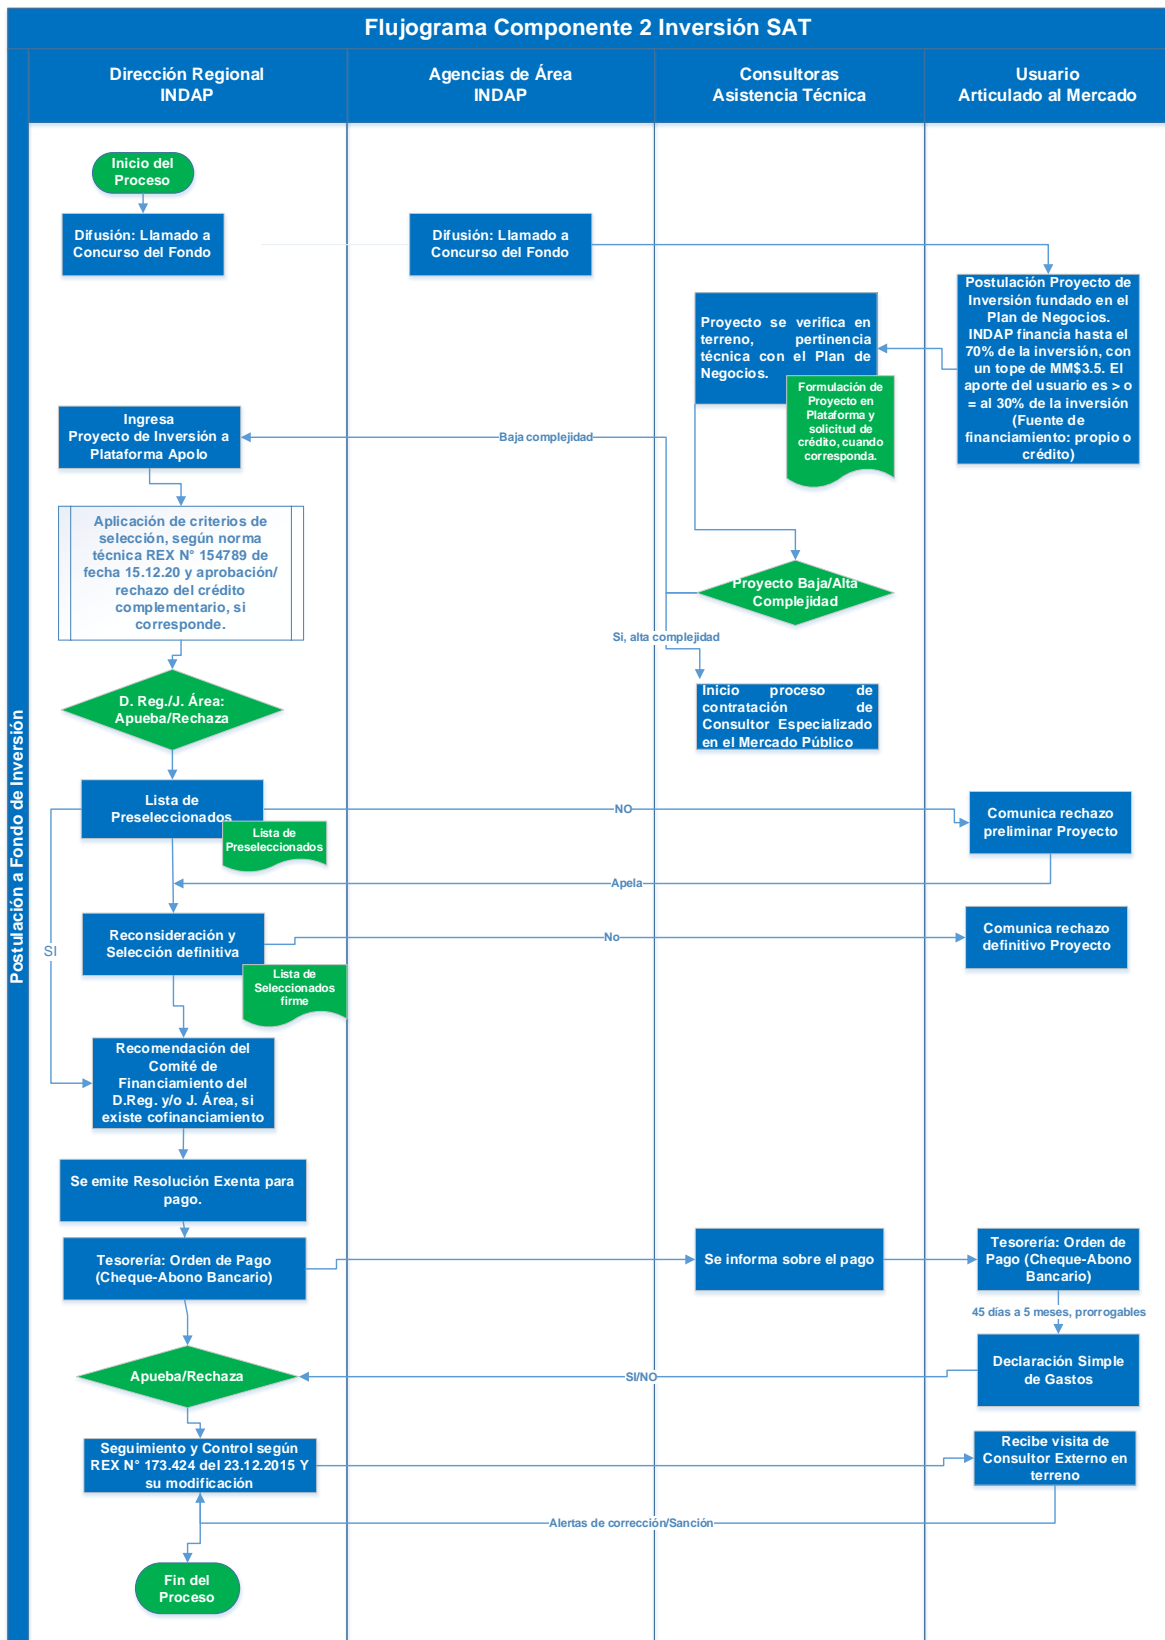 Flujograma Componente 2 Inversión SAT
Dirección Regional
INDAP
Agencias de Área
INDAP
Consultoras
Asistencia Técnica
Usuario
Articulado al Mercado
Postulación a Fondo de Inversión
Inicio del
Proceso
Difusión: Llamado a
Concurso del Fondo
Difusión: Llamado a
Concurso del Fondo
Postulación Proyecto de
Inversión fundado en el
Plan de Negocios.
INDAP financia hasta el
70% de la inversión, con
un tope de MM$3.5. El
aporte del usuario es > o
= al 30% de la inversión
(Fuente de
financiamiento: propio o
crédito)
Proyecto se verifica en
terreno, pertinencia
técnica con el Plan de
Negocios.
Formulación de
Proyecto en
Plataforma y
solicitud de
crédito, cuando
corresponda.
Ingresa
Proyecto de Inversión a
Plataforma Apolo
Baja complejidad
Aplicación de criterios de
selección, según norma
técnica REX N° 154789 de
fecha 15.12.20 y aprobación/
rechazo del crédito
complementario, si
corresponde.
Proyecto Baja/Alta
Complejidad
Si, alta complejidad
Inicio proceso de
contratación de
Consultor Especializado
en el Mercado Público
D. Reg./J. Área:
Apueba/Rechaza
Lista de
Preseleccionados
Lista de
Preseleccionados
NO
Comunica rechazo
preliminar Proyecto
Apela
Reconsideración y
Selección definitiva
Lista de
Seleccionados
firme
No
Comunica rechazo
definitivo Proyecto
SI
Recomendación del
Comité de
Financiamiento del
D.Reg. y/o J. Área, si
existe cofinanciamiento
Se emite Resolución Exenta para
pago.
Tesorería: Orden de Pago
(Cheque-Abono Bancario)
Se informa sobre el pago
Tesorería: Orden de
Pago (Cheque-Abono
Bancario)
45 días a 5 meses, prorrogables
Declaración Simple
de Gastos
SI/NO
Apueba/Rechaza
Seguimiento y Control según
REX N° 173.424 del 23.12.2015 Y
su modificación
Recibe visita de
Consultor Externo en
terreno
Alertas de corrección/Sanción
Fin del
Proceso